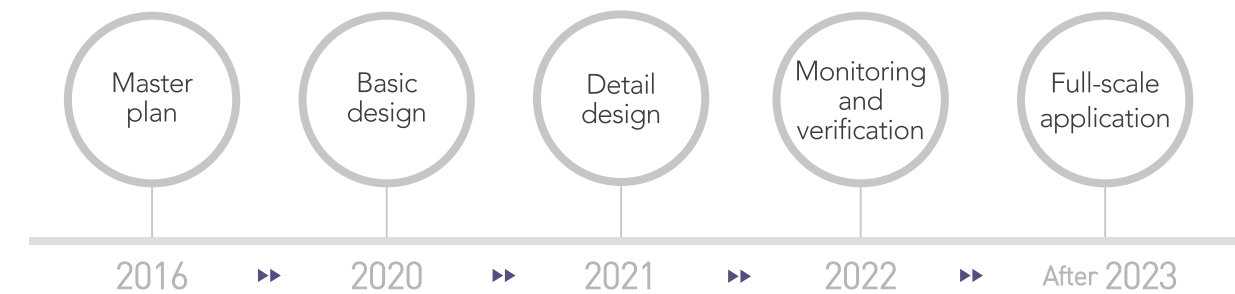 Master
plan
Basic
design
Detail
design
Monitoring
and
verification
Full-scale
application
2016
2020
2021
2022
After 2023